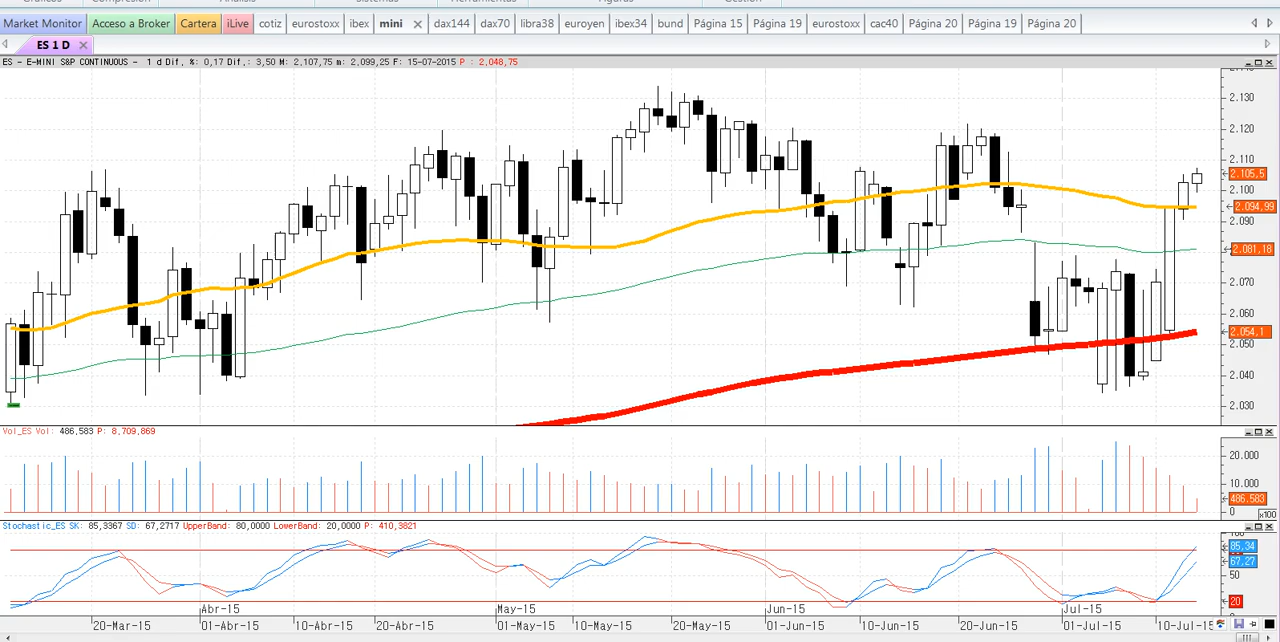 Market Monitor Acceso a Broker Cartera iLive cotiz eurostoxx ibex mini dax144 dax70 libra38 euroyen ibex34 bund Página 15 Página 19 eurostoxx cac40 Página 20 Página 19 Página 20
ES 1 D
ES - E-MINI S&P CONTINUOUS - 1 d Dif, %: 0,17 Dif,: 3,50 M: 2,107,75 m: 2,099,25 F: 15-07-2015 P : 2,048,75
2.130
2.120
2.110
2.105,5
2.100
2.094,99
2.090
2.081,18
2.070
2.060
2.054,1
2.050
2.040
2.030
Vol_ES Vol: 486,583 P: 8,709,869
20.000
10.000
486.583
0
x100
Stochastic_ES SK: 85,3367 SD: 67,2717 UpperBand: 80,0000 LowerBand: 20,0000 P: 410,3821
100
85,34
67,27
50
20
Abr-15 May-15 Jun-15 Jul-15
20-Mar-15 01-Abr-15 10-Abr-15 20-Abr-15 01-May-15 10-May-15 20-May-15 01-Jun-15 10-Jun-15 20-Jun-15 01-Jul-15 10-Jul-15